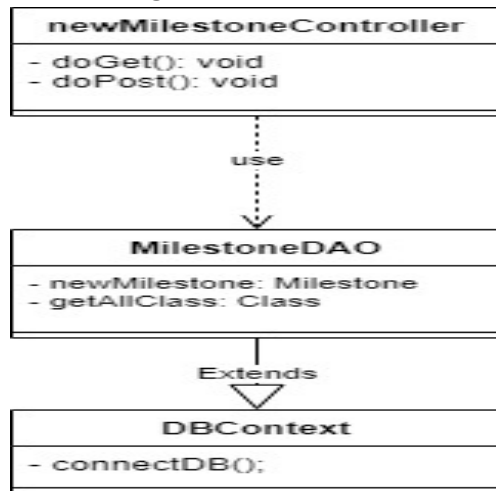 newMilestoneController
- doGet(): void
- doPost(): void
use
MilestoneDAO
- newMilestone: Milestone
- getAllClass: Class
Extends
DBContext
- connectDB();